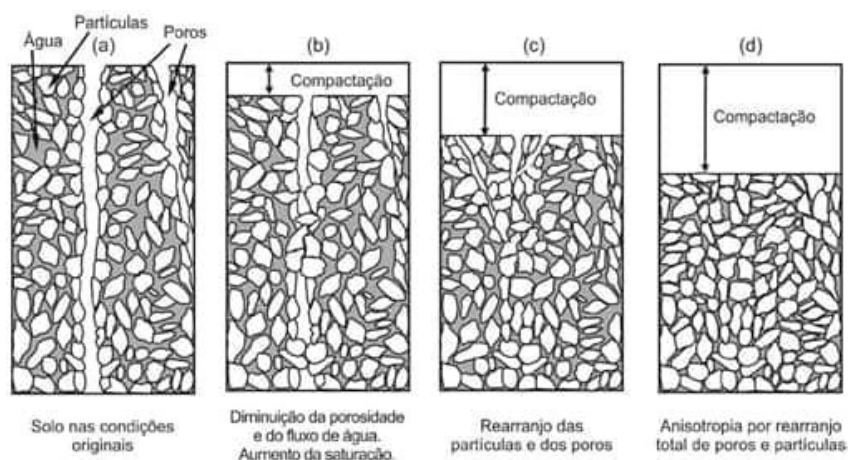 Partículas
Água
(a)
Poros
(b)
Compactação
(c)
Compactação
(d)
Compactação
Solo nas condições
originais
Diminuição da porosidade
e do fluxo de água.
Aumento da saturação.
Rearranjo das
partículas e dos poros
Anisotropia por rearranjo
total de poros e partículas